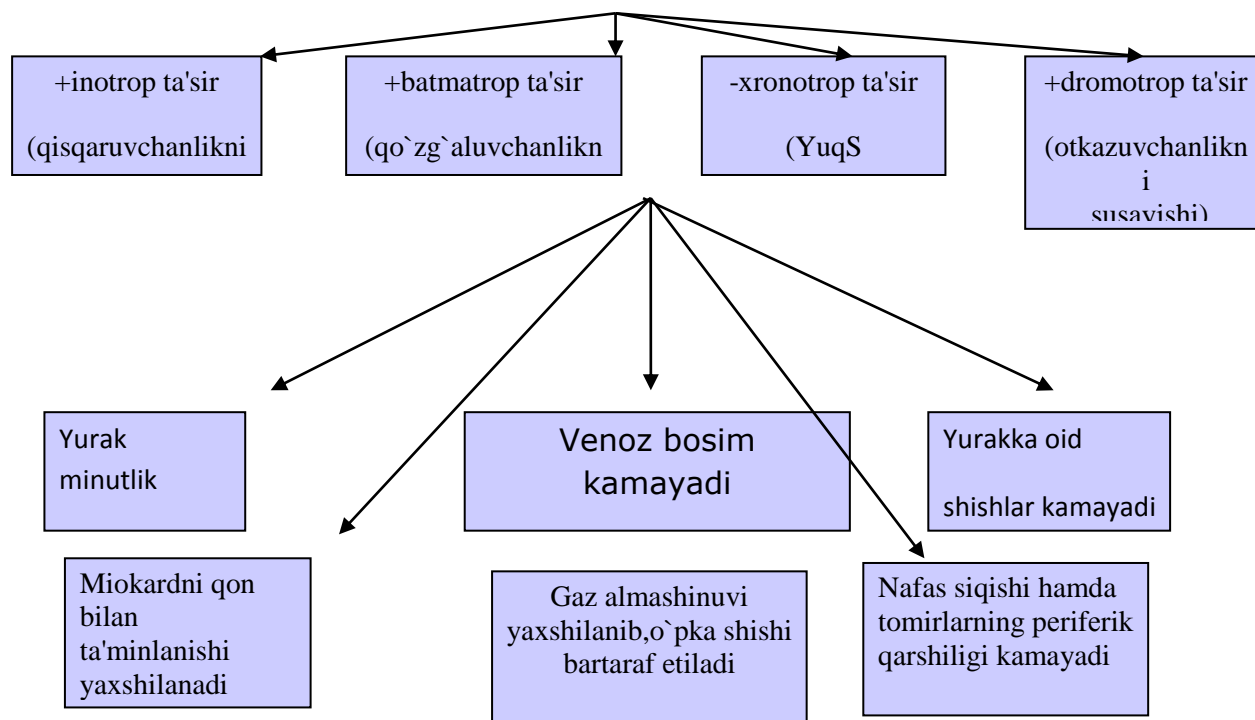 +inotrop ta'sir
(qisqaruvchanlikni
+batmatrop ta'sir
(qo`zg`aluvchanlikn
-xronotrop ta'sir
(YuqS
+dromotrop ta'sir
(otkazuvchanlikn
i
susayishi)
Yurak
minutlik
Venoz bosim
kamayadi
Yurakka oid
shishlar kamayadi
Miokardni qon
bilan
ta'minlanishi
yaxshilanadi
Gaz almashinuvi
yaxshilanib,o`pka shishi
bartaraf etiladi
Nafas siqishi hamda
tomirlarning periferik
qarshiligi kamayadi